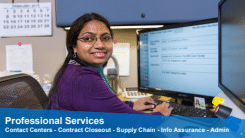 Professional Services
Contact Centers - Contract Closeout - Supply Chain - Info Assurance - Admin